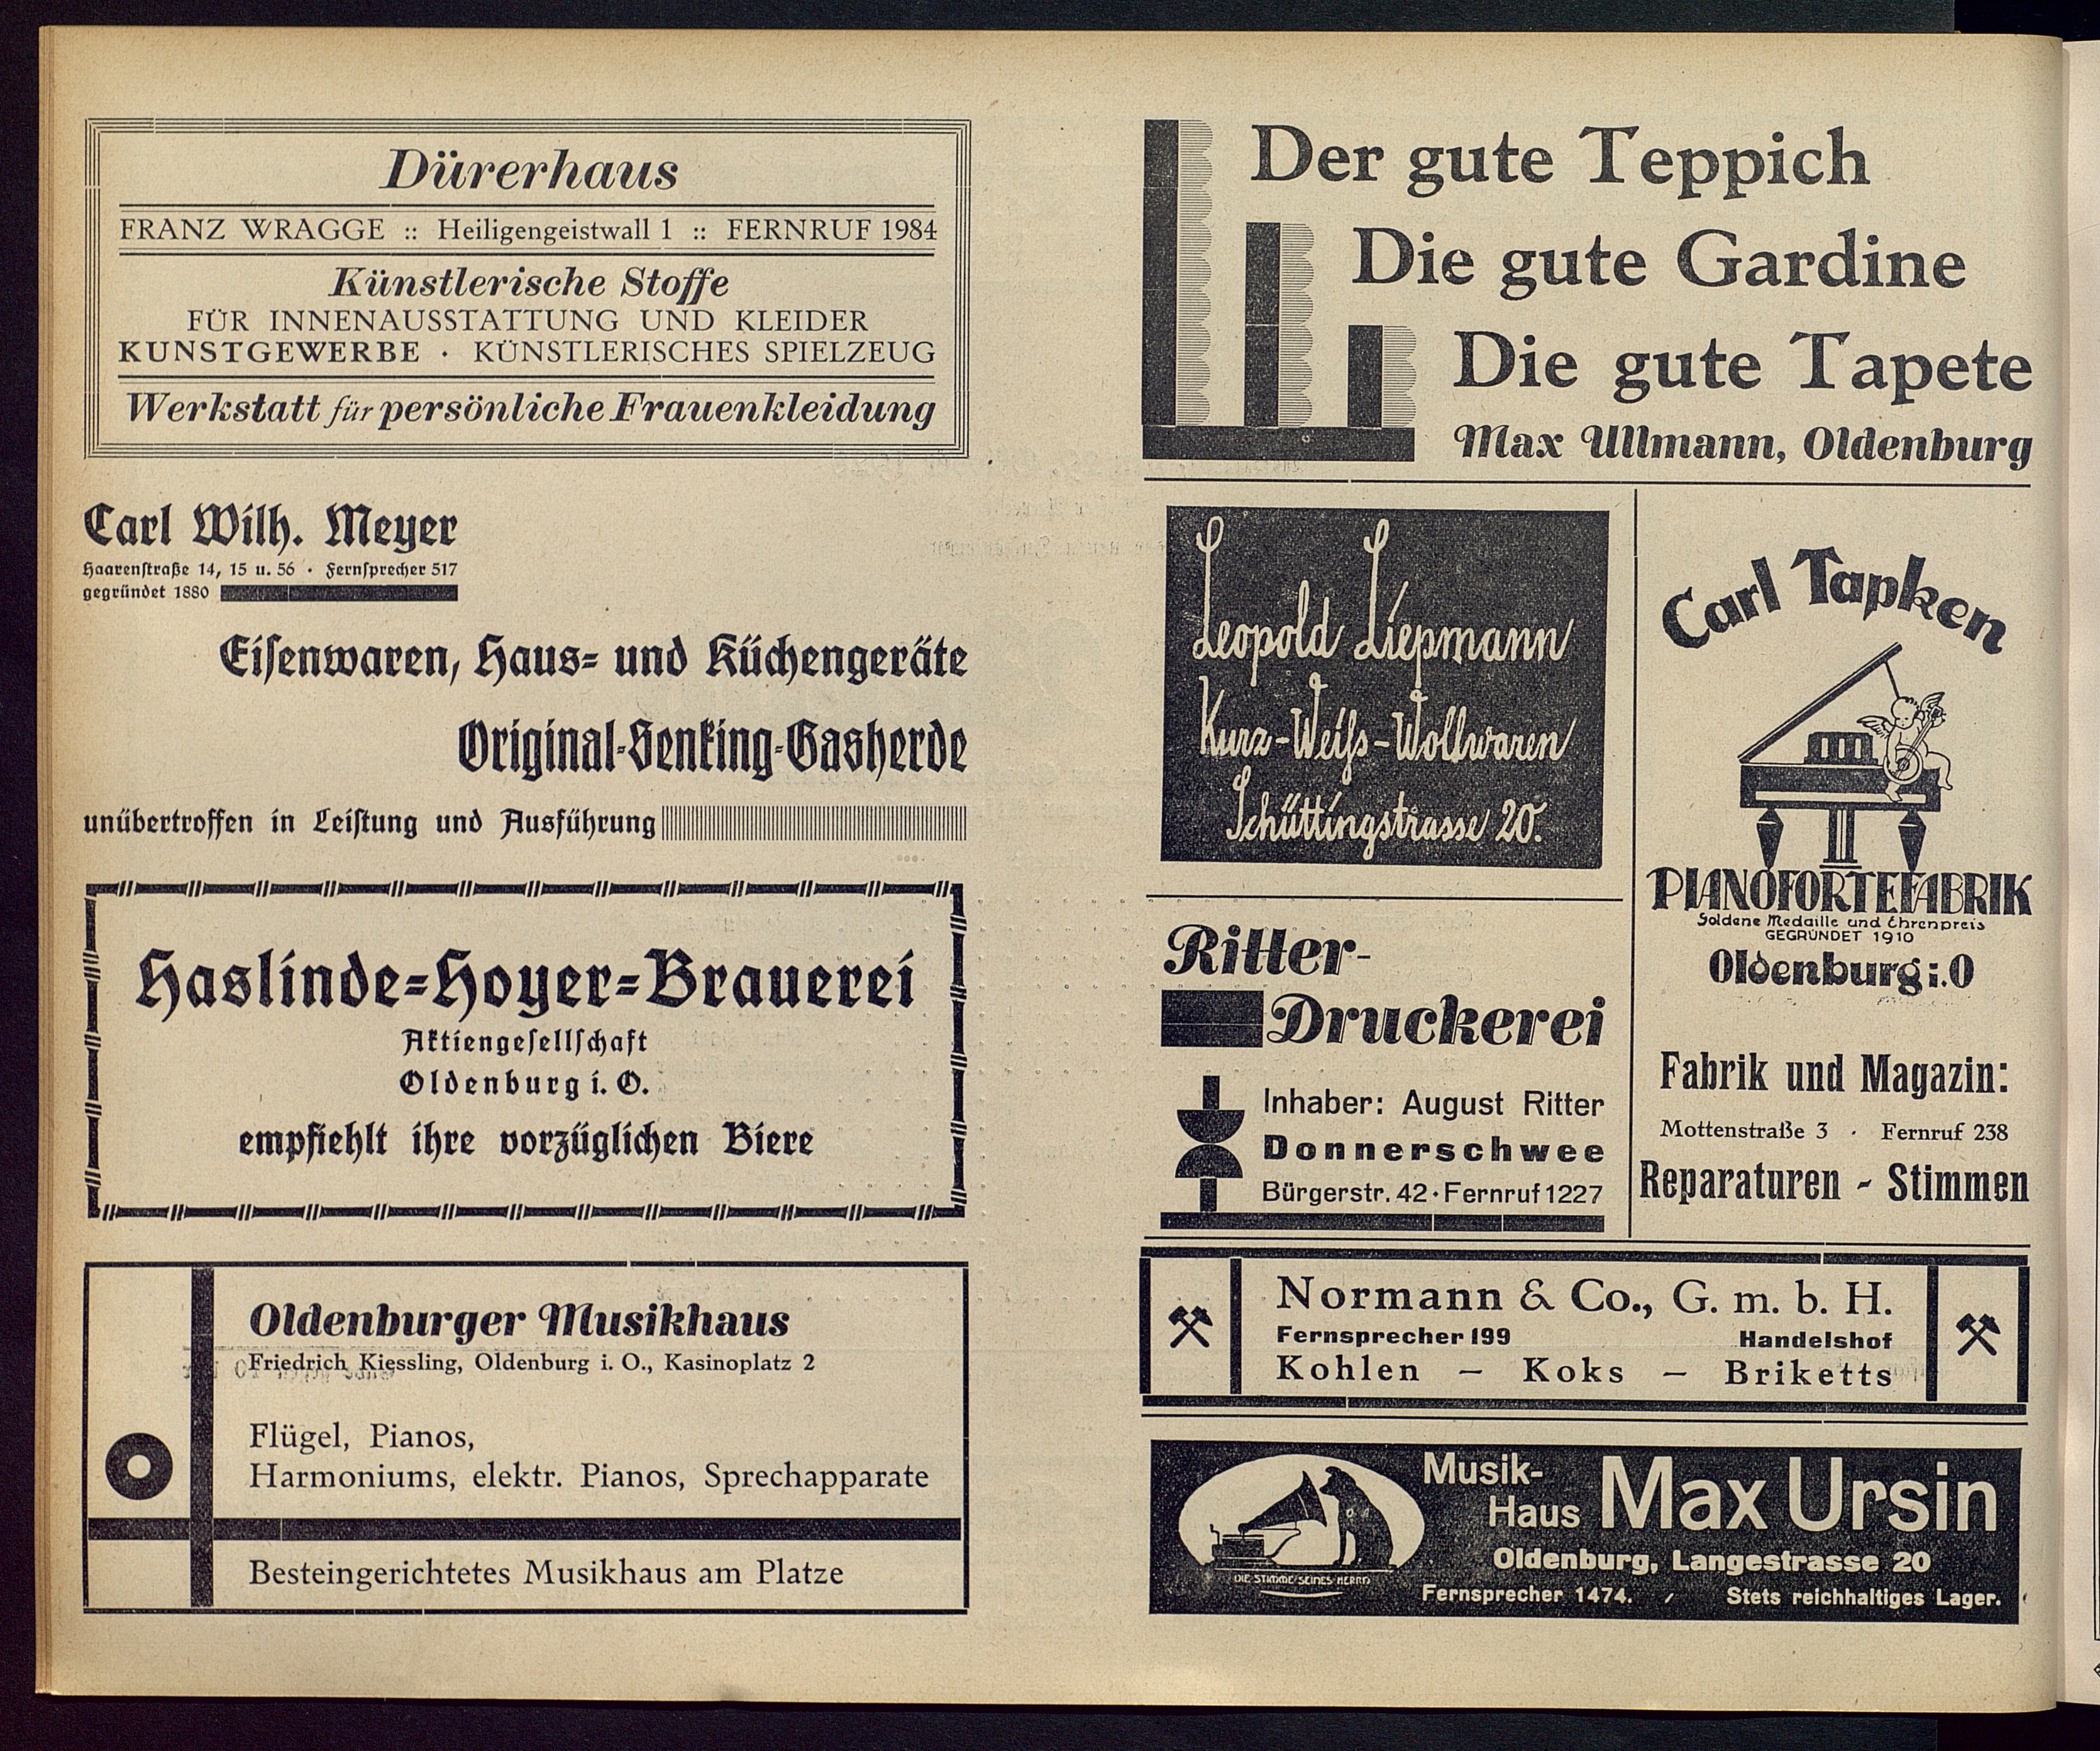 Dürerhaus
FRANZ WRAGGE :: Heiligengeistwall 1 :: FERNRUF 1984
Künstlerische Stoffe
FÜR INNENAUSSTATTUNG UND KLEIDER
KUNSTGEWERBE · KÜNSTLERISCHES SPIELZEUG
Werkstatt für persönliche Frauenkleidung
Carl Wilh. Meyer
Haarenſtraße 14, 15 u. 56 · Fernſprecher 517
gegründet 1880
Eiſenwaren, Haus- und Küchengeräte
Original-Senking-Gasherde
unübertroffen in Leiſtung und Ausführung
Haslinde-Hoyer-Brauerei
Aktiengeſellſchaft
Oldenburg i. O.
empfiehlt ihre vorzüglichen Biere
Oldenburger Musikhaus
Friedrich Kiessling, Oldenburg i. O., Kasinoplatz 2
Flügel, Pianos,
Harmoniums, elektr. Pianos, Sprechapparate
Besteingerichtetes Musikhaus am Platze
Der gute Teppich
Die gute Gardine
Die gute Tapete
Max Ullmann, Oldenburg
Leopold Liepmann
Kurz-Weiſs-Wollwaren
Schüttingstrasse 20.
Carl Tapken
PIANOFORTEFABRIK
Goldene Medaille und Ehrenpreis
GEGRÜNDET 1910
Oldenburg i. O
Fabrik und Magazin:
Mottenstraße 3 · Fernruf 238
Reparaturen - Stimmen
Ritter-
Druckerei
Inhaber: August Ritter
Donnerschwee
Bürgerstr. 42 · Fernruf 1227
Normann & Co., G. m. b. H.
Fernsprecher 199 Handelshof
Kohlen – Koks – Briketts
Musik-
Haus Max Ursin
Oldenburg, Langestrasse 20
DIE STIMME SEINES HERRN
Fernsprecher 1474. Stets reichhaltiges Lager.